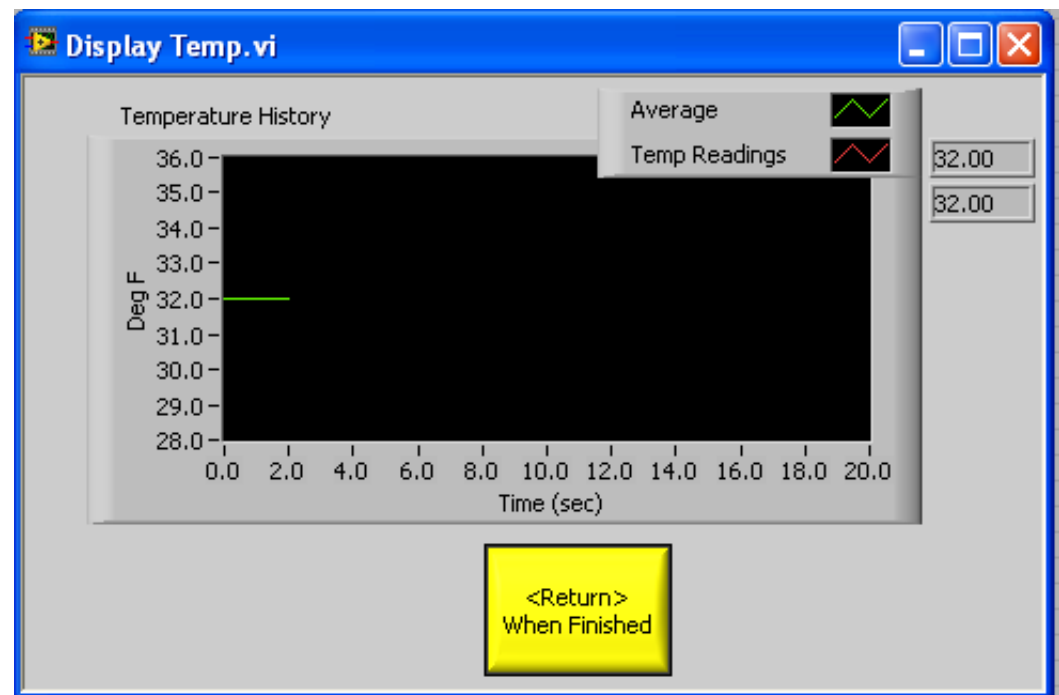 Display Temp.vi
Temperature History
Average
Temp Readings
32.00
32.00
36.0
35.0
34.0
33.0
32.0
31.0
30.0
29.0
28.0
Deg F
0.0 2.0 4.0 6.0 8.0 10.0 12.0 14.0 16.0 18.0 20.0
Time (sec)
<Return>
When Finished